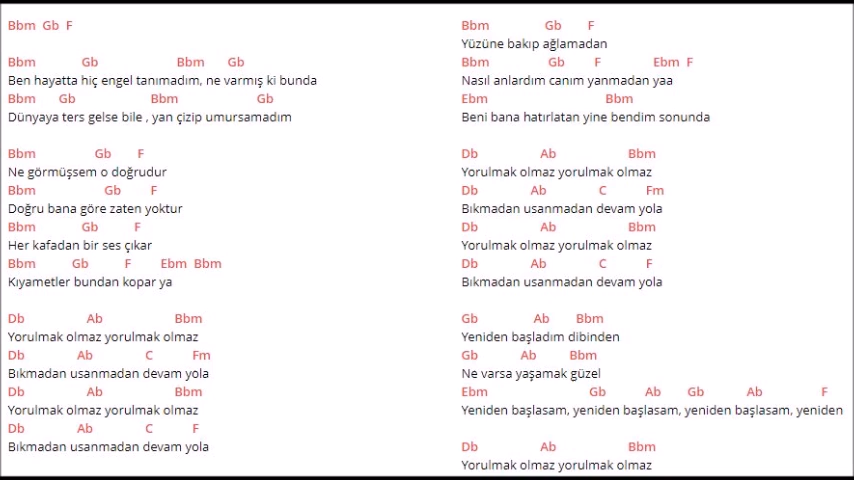 Bbm Gb F
Bbm Gb Bbm Gb
Ben hayatta hiç engel tanımadım, ne varmış ki bunda
Bbm Gb Bbm Gb
Dünyaya ters gelse bile , yan çizip umursamadım
Bbm Gb F
Ne görmüşsem o doğrudur
Bbm Gb F
Doğru bana göre zaten yoktur
Bbm Gb F
Her kafadan bir ses çıkar
Bbm Gb F Ebm Bbm
Kıyametler bundan kopar ya
Db Ab Bbm
Yorulmak olmaz yorulmak olmaz
Db Ab C Fm
Bıkmadan usanmadan devam yola
Db Ab Bbm
Yorulmak olmaz yorulmak olmaz
Db Ab C F
Bıkmadan usanmadan devam yola
Bbm Gb F
Yüzüne bakıp ağlamadan
Bbm Gb F Ebm F
Nasıl anlardım canım yanmadan yaa
Ebm Bbm
Beni bana hatırlatan yine bendim sonunda
Db Ab Bbm
Yorulmak olmaz yorulmak olmaz
Db Ab C Fm
Bıkmadan usanmadan devam yola
Db Ab Bbm
Yorulmak olmaz yorulmak olmaz
Db Ab C F
Bıkmadan usanmadan devam yola
Gb Ab Bbm
Yeniden başladım dibinden
Gb Ab Bbm
Ne varsa yaşamak güzel
Ebm Gb Ab Gb Ab F
Yeniden başlasam, yeniden başlasam, yeniden başlasam, yeniden
Db Ab Bbm
Yorulmak olmaz yorulmak olmaz